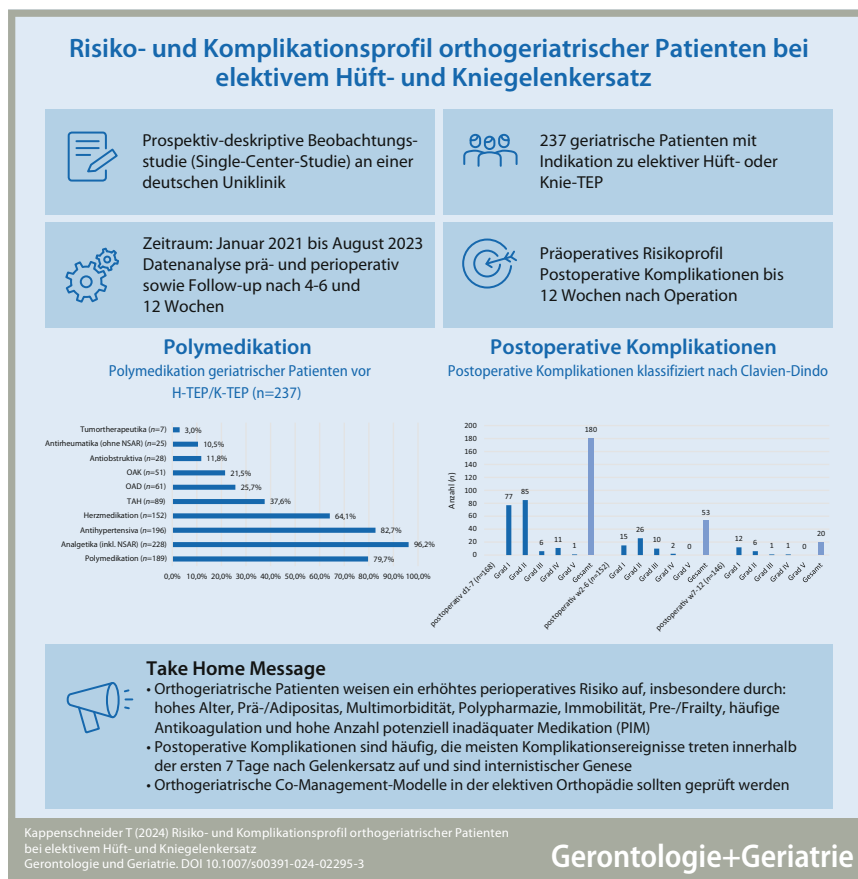 Risiko- und Komplikationsprofil orthogeriatrischer Patienten bei
elektivem Hüft- und Kniegelenkersatz
Prospektiv-deskriptive Beobachtungs-
studie (Single-Center-Studie) an einer
deutschen Uniklinik
237 geriatrische Patienten mit
Indikation zu elektiver Hüft- oder
Knie-TEP
Zeitraum: Januar 2021 bis August 2023
Datenanalyse prä- und perioperativ
sowie Follow-up nach 4-6 und
12 Wochen
Präoperatives Risikoprofil
Postoperative Komplikationen bis
12 Wochen nach Operation
Polymedikation
Polymedikation geriatrischer Patienten vor
H-TEP/K-TEP (n=237)
Tumortherapeutika (n=7) 3,0%
Antirheumatika (ohne NSAR) (n=25) 10,5%
Antiobstruktiva (n=28) 11,8%
OAK (n=51) 21,5%
OAD (n=61) 25,7%
TAH (n=89) 37,6%
Herzmedikation (n=152) 64,1%
Antihypertensiva (n=196) 82,7%
Analgetika (inkl. NSAR) (n=228) 96,2%
Polymedikation (n=189) 79,7%
0,0% 10,0% 20,0% 30,0% 40,0% 50,0% 60,0% 70,0% 80,0% 90,0% 100,0%
Postoperative Komplikationen
Postoperative Komplikationen klassifiziert nach Clavien-Dindo
Anzahl (n)
200
180
160
140
120
100
80
60
40
20
0
77 85 6 11 1 180 15 26 10 2 0 53 12 6 1 1 0 20
postoperativ d1-7 (n=168) Grad I Grad II Grad III Grad IV Grad V Gesamt postoperativ w2-6 (n=152) Grad I Grad II Grad III Grad IV Grad V Gesamt postoperativ w7-12 (n=146) Grad I Grad II Grad III Grad IV Grad V Gesamt
Take Home Message
• Orthogeriatrische Patienten weisen ein erhöhtes perioperatives Risiko auf, insbesondere durch:
hohes Alter, Prä-/Adipositas, Multimorbidität, Polypharmazie, Immobilität, Pre-/Frailty, häufige
Antikoagulation und hohe Anzahl potenziell inadäquater Medikation (PIM)
• Postoperative Komplikationen sind häufig, die meisten Komplikationsereignisse treten innerhalb
der ersten 7 Tage nach Gelenkersatz auf und sind internistischer Genese
• Orthogeriatrische Co-Management-Modelle in der elektiven Orthopädie sollten geprüft werden
Kappenschneider T (2024) Risiko- und Komplikationsprofil orthogeriatrischer Patienten
bei elektivem Hüft- und Kniegelenkersatz
Gerontologie und Geriatrie. DOI 10.1007/s00391-024-02295-3
Gerontologie+Geriatrie